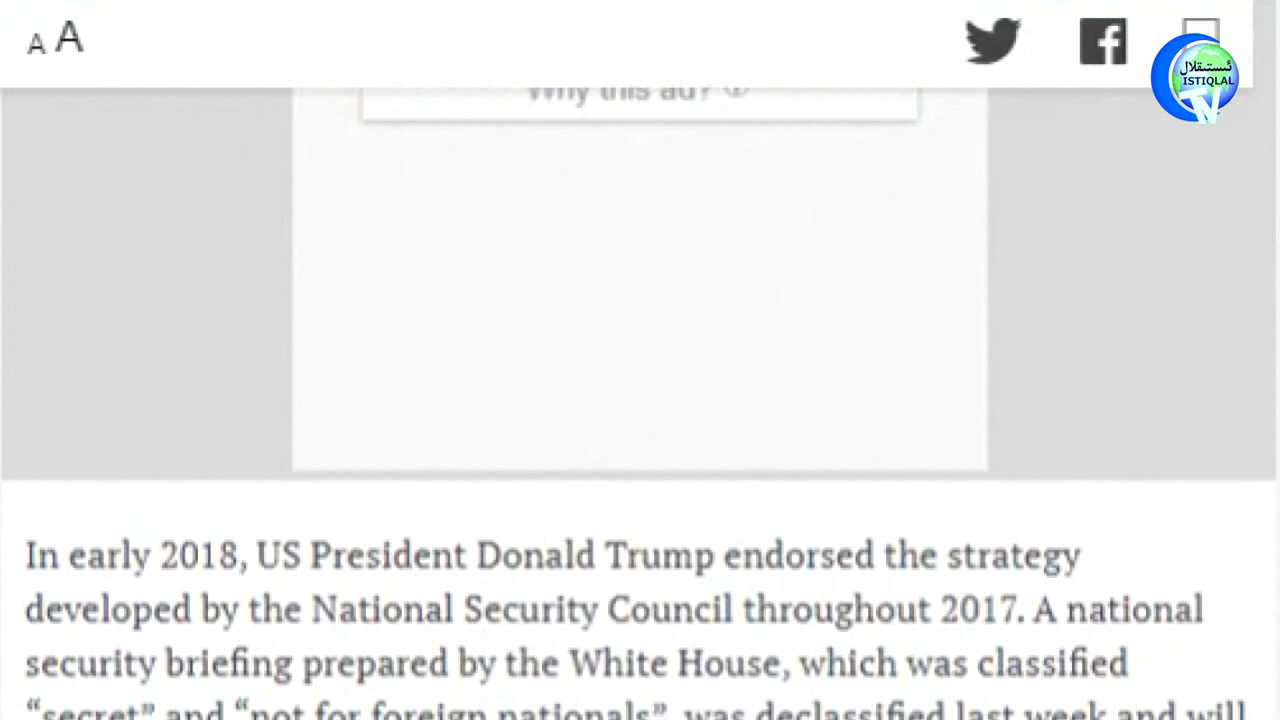 A A
ئىستىقلال
ISTIQLAL
TV
Why this ad?
In early 2018, US President Donald Trump endorsed the strategy
developed by the National Security Council throughout 2017. A national
security briefing prepared by the White House, which was classified
“secret” and “not for foreign nationals”, was declassified last week and will